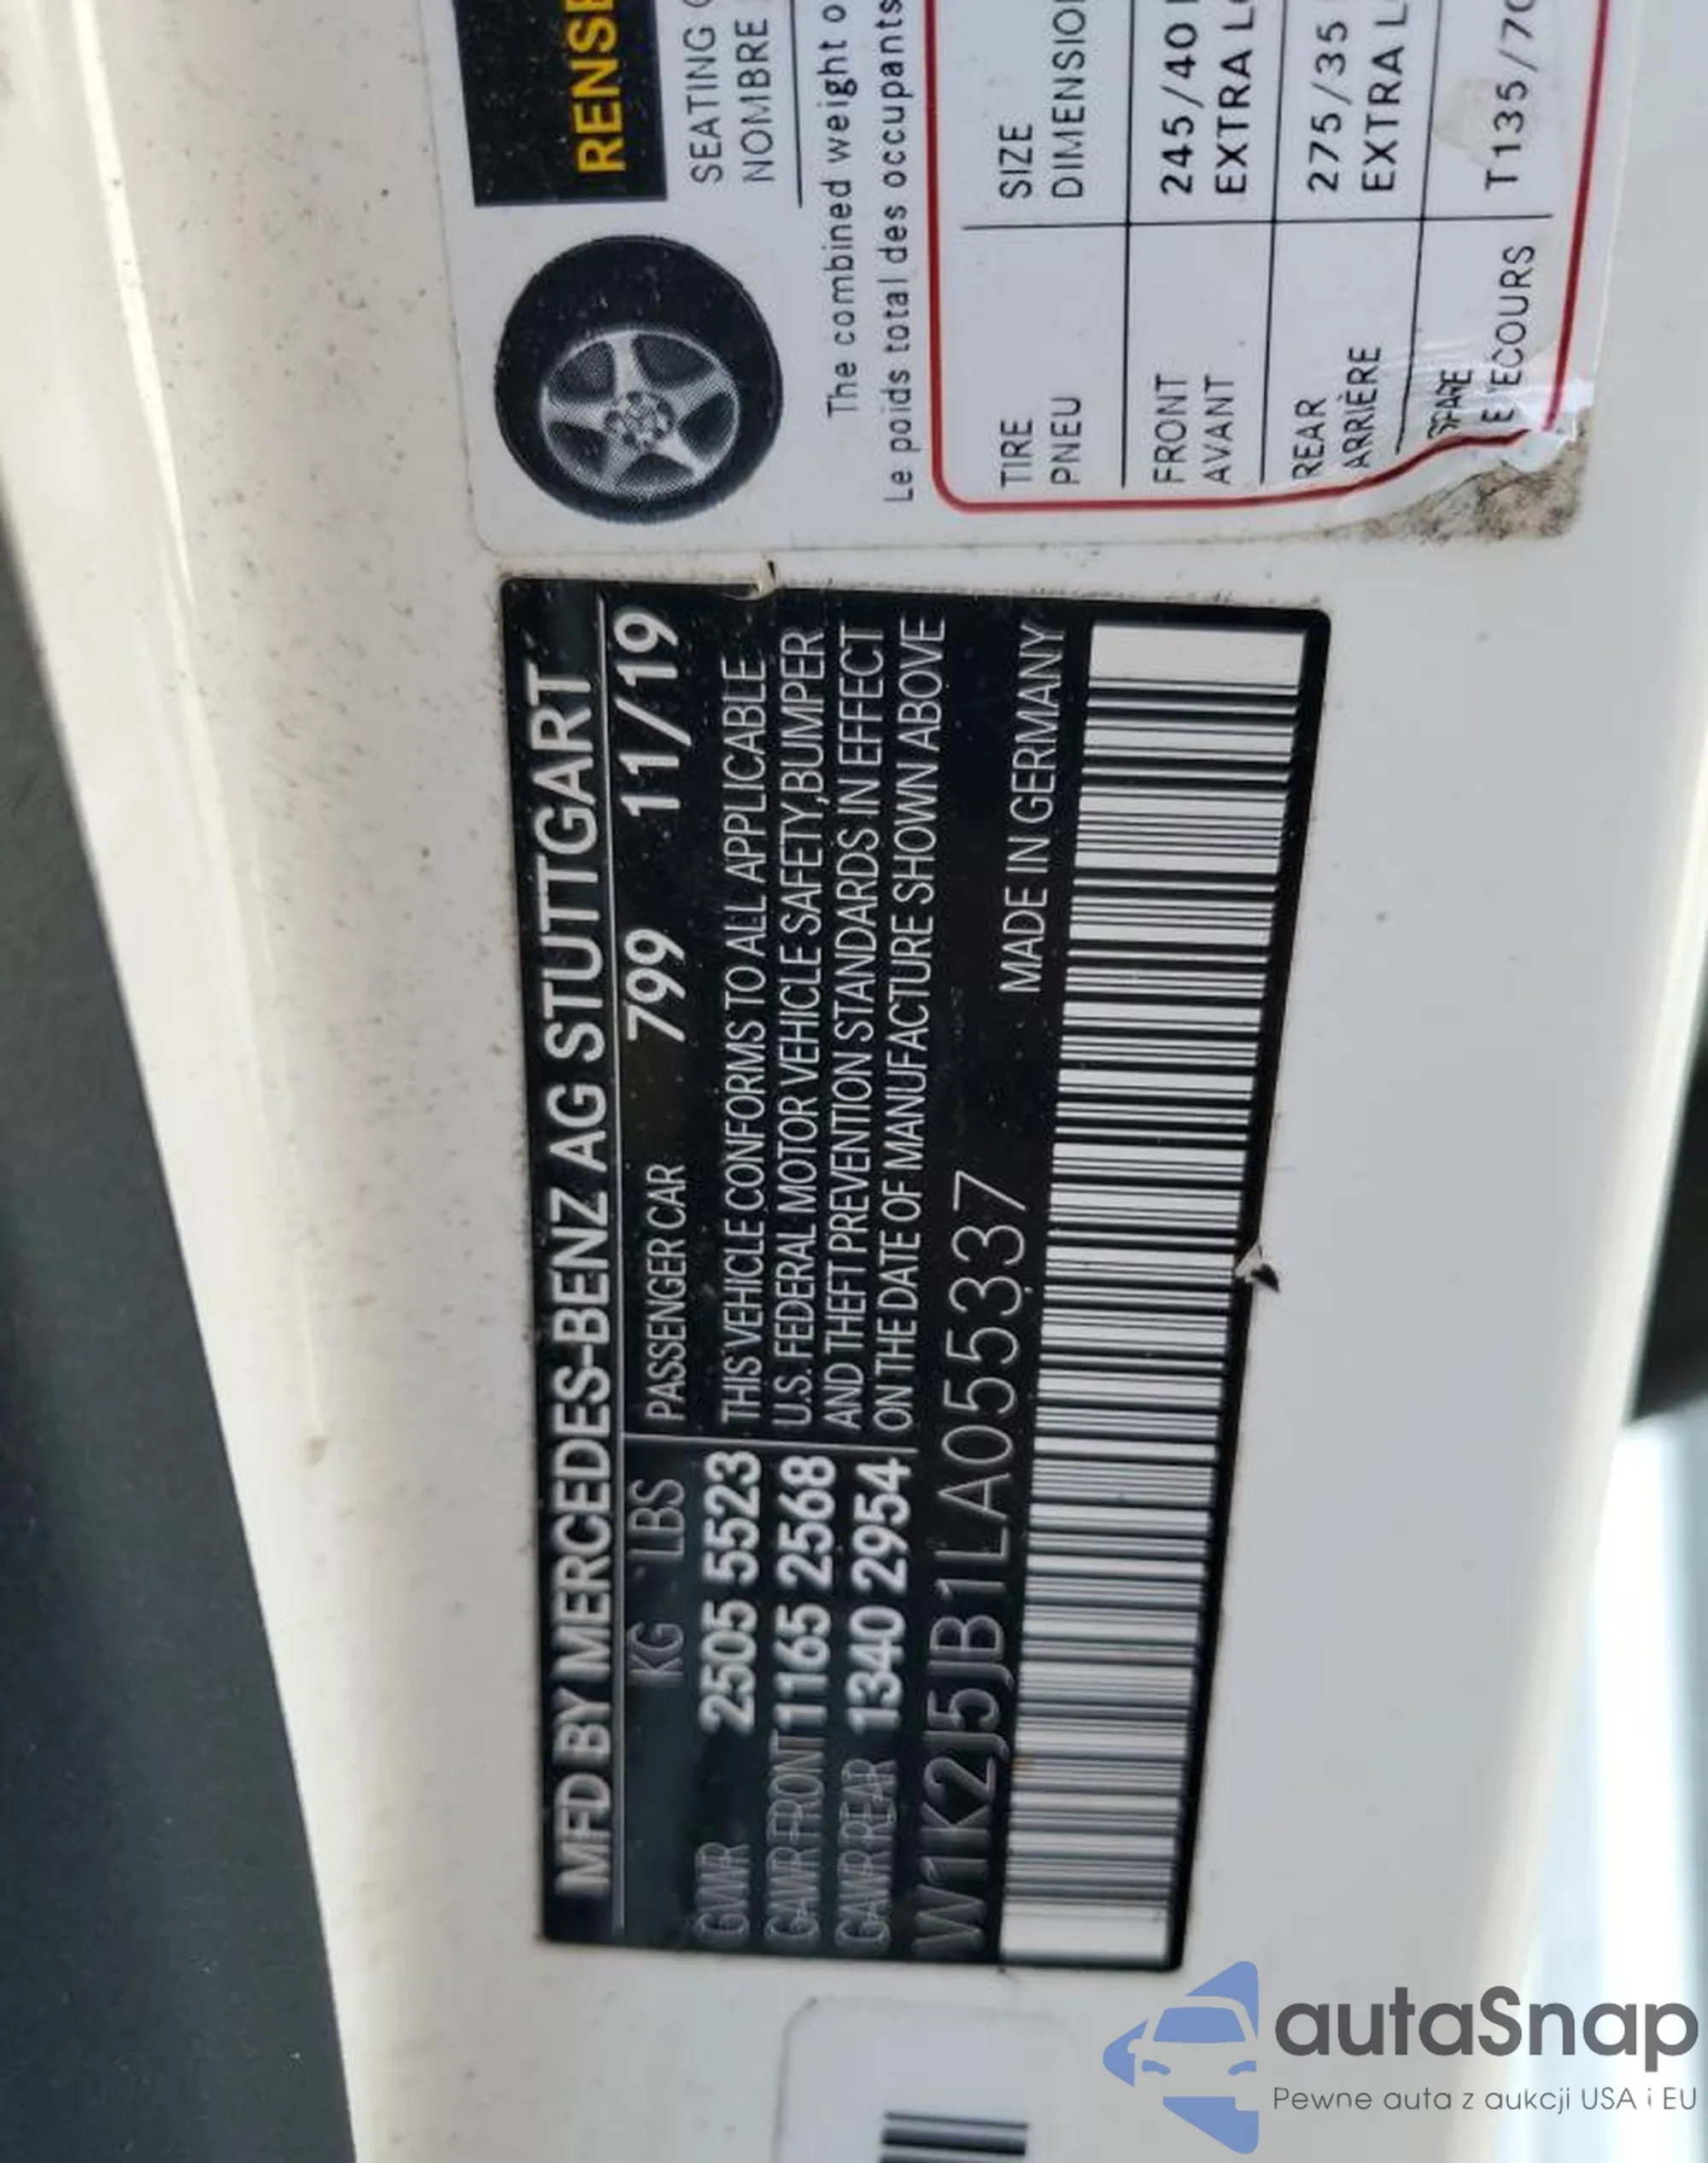 MFD BY MERCEDES-BENZ AG STUTTGART
KG LBS PASSENGER CAR 799 11/19
GVWR 2505 5523 THIS VEHICLE CONFORMS TO ALL APPLICABLE
GAWR FRONT 1165 2568 U.S. FEDERAL MOTOR VEHICLE SAFETY,BUMPER
GAWR REAR 1340 2954 AND THEFT PREVENTION STANDARDS IN EFFECT
ON THE DATE OF MANUFACTURE SHOWN ABOVE
W1K2J5JB1LA055337 MADE IN GERMANY
RENSE
SEATING
NOMBRE
The combined weight o
Le poids total des occupants
TIRE SIZE
PNEU DIMENSIO
FRONT 245/40
AVANT EXTRA L
REAR 275/35
ARRIÈRE EXTRA L
SPARE T135/70
E ECOURS
autaSnap
Pewne auta z aukcji USA i EU